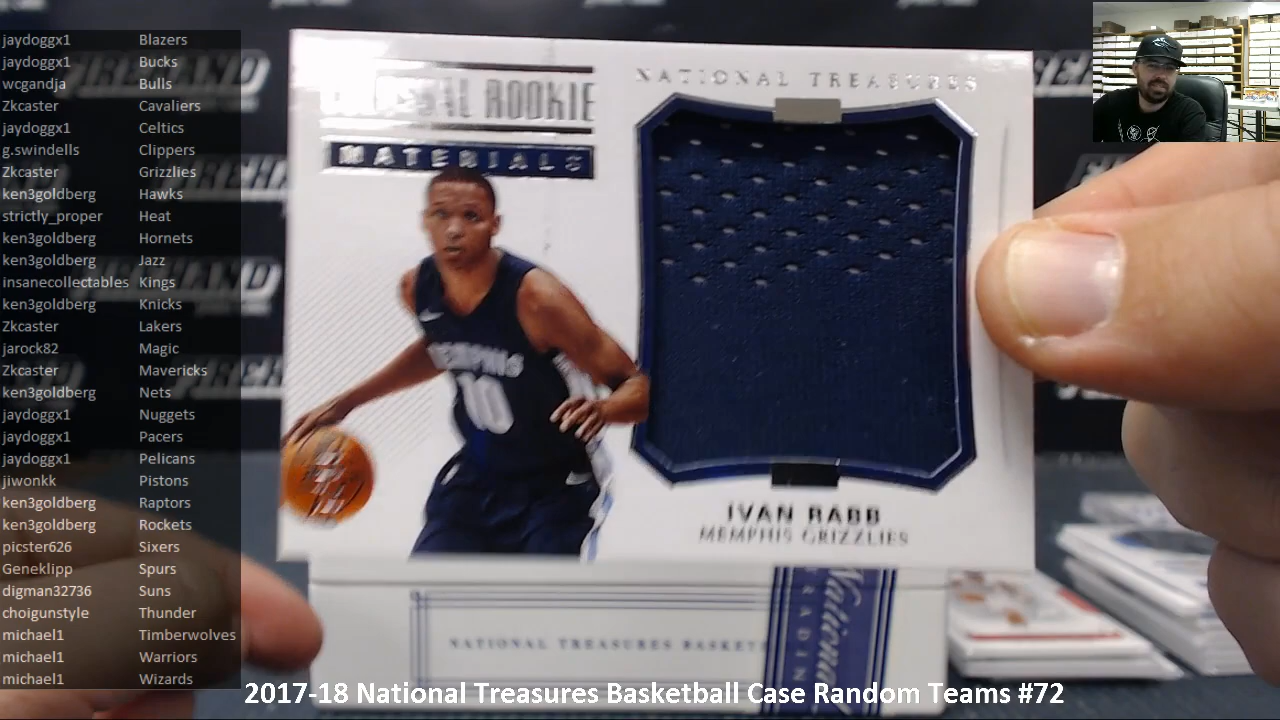 jaydoggx1 Blazers
jaydoggx1 Bucks
wcgandja Bulls
Zkcaster Cavaliers
jaydoggx1 Celtics
g.swindells Clippers
Zkcaster Grizzlies
ken3goldberg Hawks
strictly_proper Heat
ken3goldberg Hornets
ken3goldberg Jazz
insanecollectables Kings
ken3goldberg Knicks
Zkcaster Lakers
jarock82 Magic
Zkcaster Mavericks
ken3goldberg Nets
jaydoggx1 Nuggets
jaydoggx1 Pacers
jaydoggx1 Pelicans
jiwonkk Pistons
ken3goldberg Raptors
ken3goldberg Rockets
picster626 Sixers
Geneklipp Spurs
digman32736 Suns
choigunstyle Thunder
michael1 Timberwolves
michael1 Warriors
michael1 Wizards
ROOKIE
MATERIALS
NATIONAL TREASURES
MEMPHIS
10
IVAN RABB
MEMPHIS GRIZZLIES
NATIONAL TREASURES
2017-18 National Treasures Basketball Case Random Teams #72